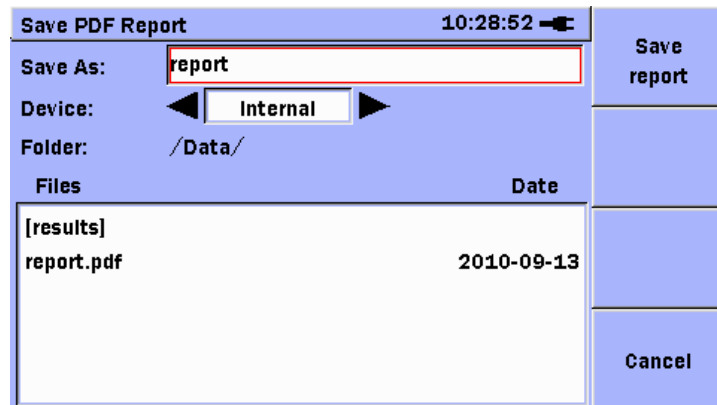 Save PDF Report 10:28:52
Save As: report
Device: Internal
Folder: /Data/
Files Date
[results]
report.pdf 2010-09-13
Save
report
Cancel